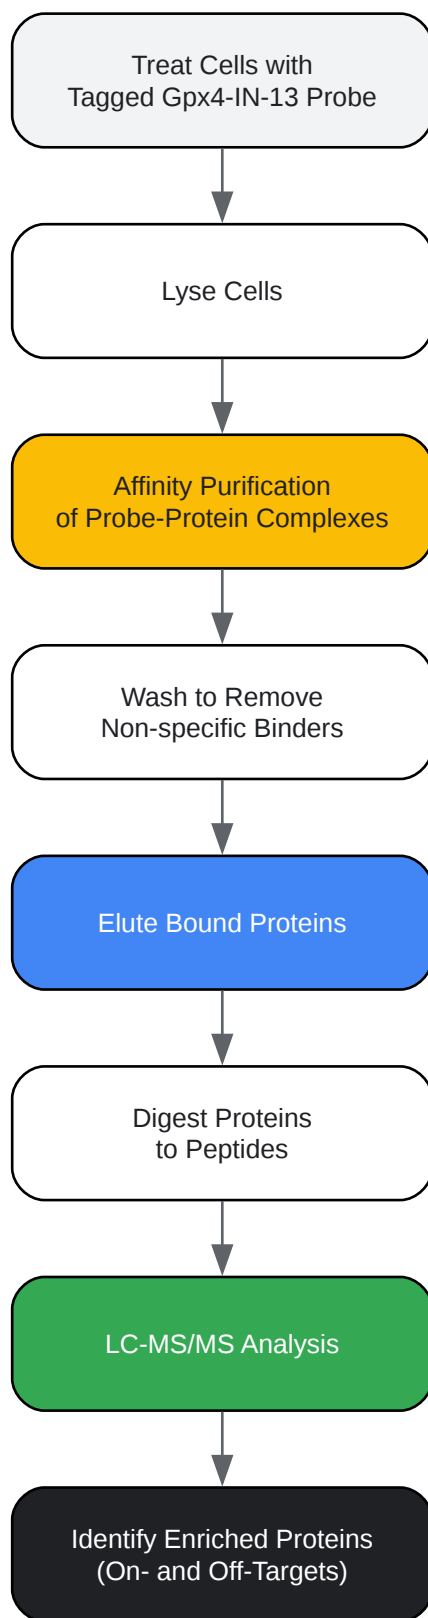 Treat Cells with
Tagged Gpx4-IN-13 Probe
Lyse Cells
Affinity Purification
of Probe-Protein Complexes
Wash to Remove
Non-specific Binders
Elute Bound Proteins
Digest Proteins
to Peptides
LC-MS/MS Analysis
Identify Enriched Proteins
(On- and Off-Targets)